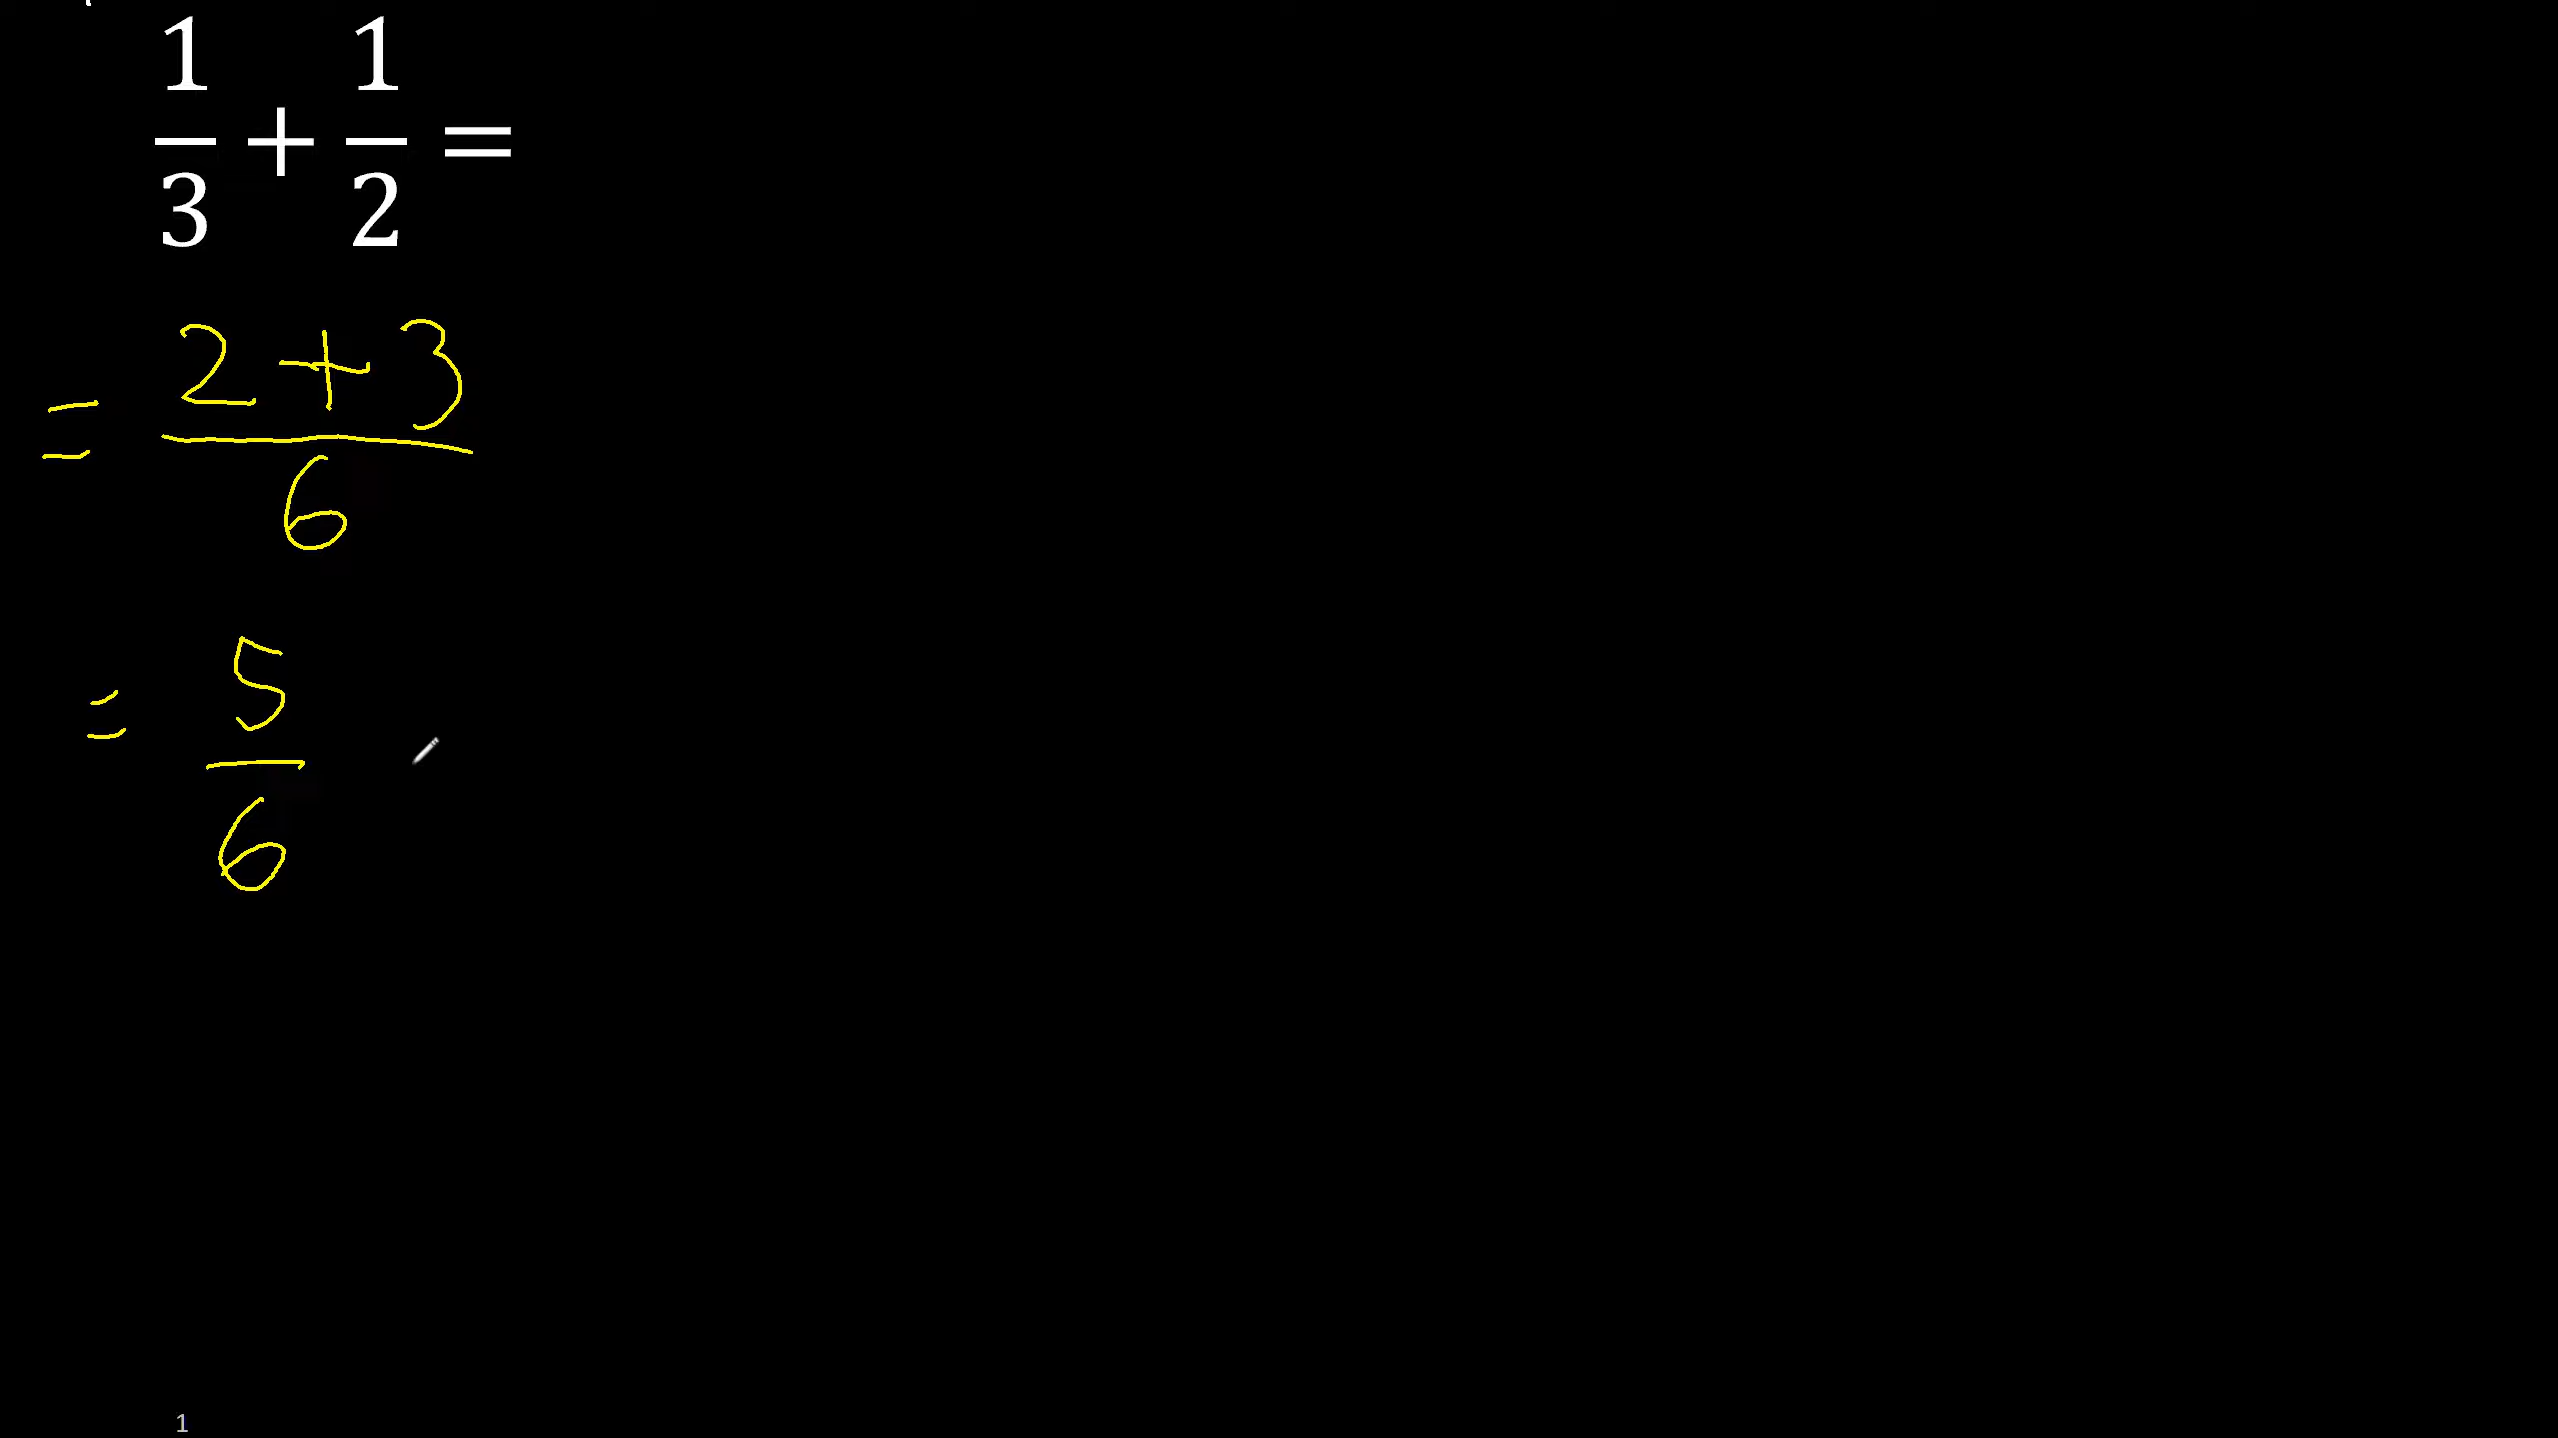 1/3 + 1/2 =
= (2 + 3)/6
= 5/6
1